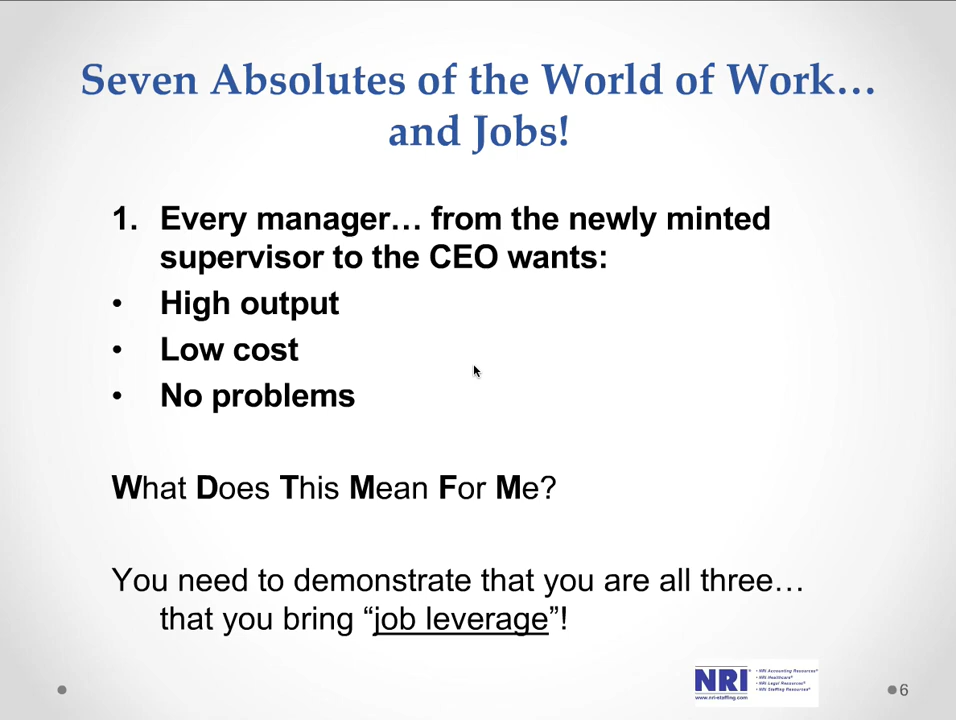 Seven Absolutes of the World of Work…
and Jobs!
1. Every manager… from the newly minted
supervisor to the CEO wants:
• High output
• Low cost
• No problems
What Does This Mean For Me?
You need to demonstrate that you are all three…
that you bring “job leverage”!
NRI®
• NRI Accounting Resources®
• NRI Healthcare®
• NRI Legal Resources®
• NRI Staffing Resources®
www.nri-staffing.com
6